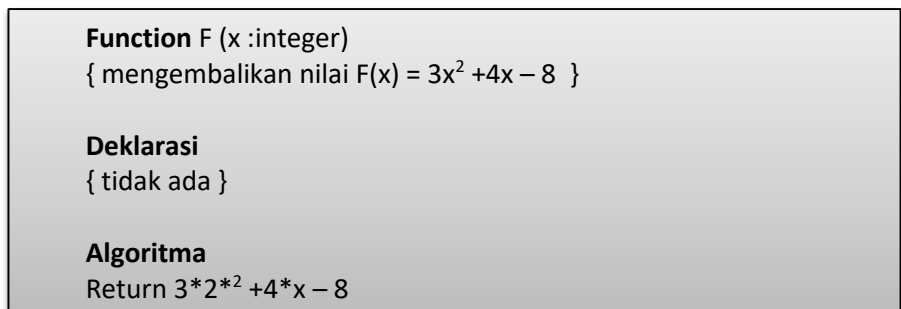 Function F (x :integer)
{ mengembalikan nilai F(x) = 3x² +4x – 8 }
Deklarasi
{ tidak ada }
Algoritma
Return 3*2*² +4*x – 8